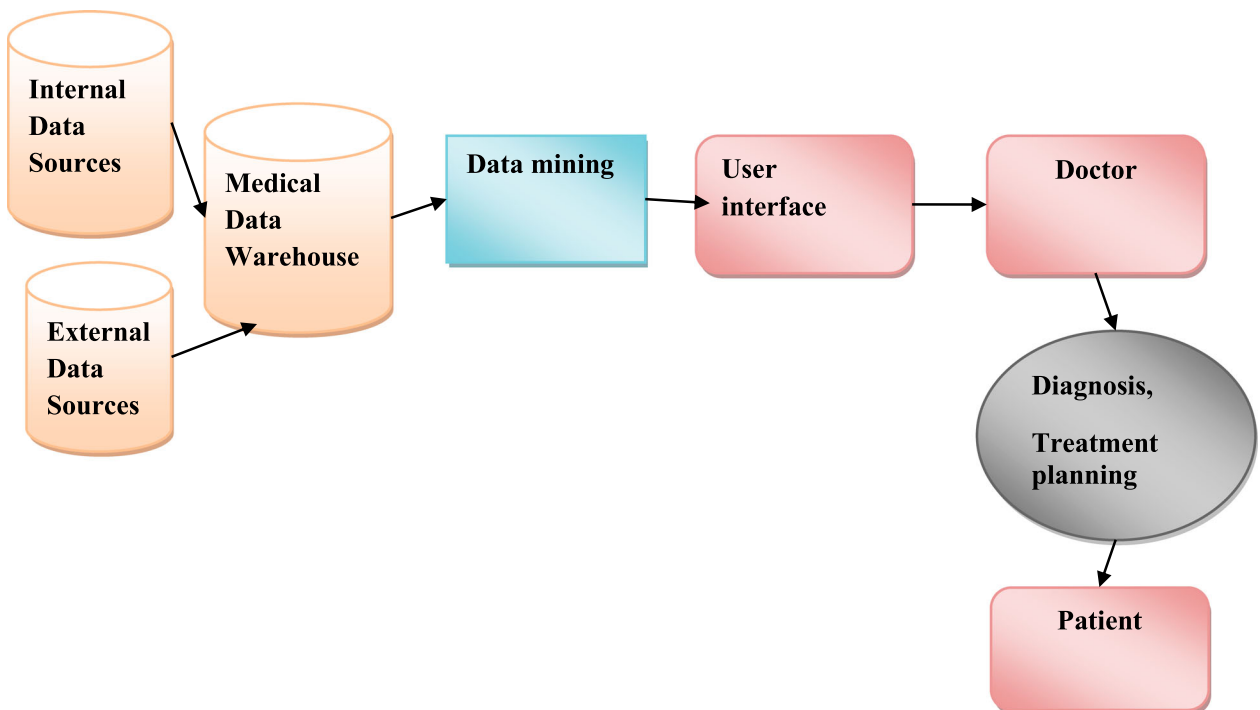 Internal
Data
Sources
External
Data
Sources
Medical
Data
Warehouse
Data mining
User
interface
Doctor
Diagnosis,
Treatment
planning
Patient